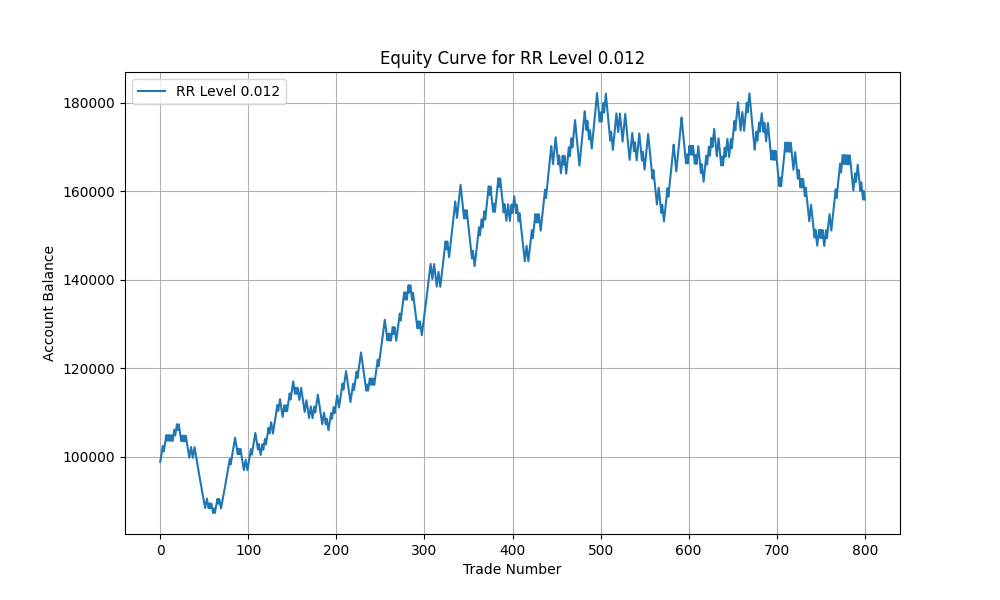 Equity Curve for RR Level 0.012
RR Level 0.012
180000
160000
140000
120000
100000
Account Balance
0 100 200 300 400 500 600 700 800
Trade Number